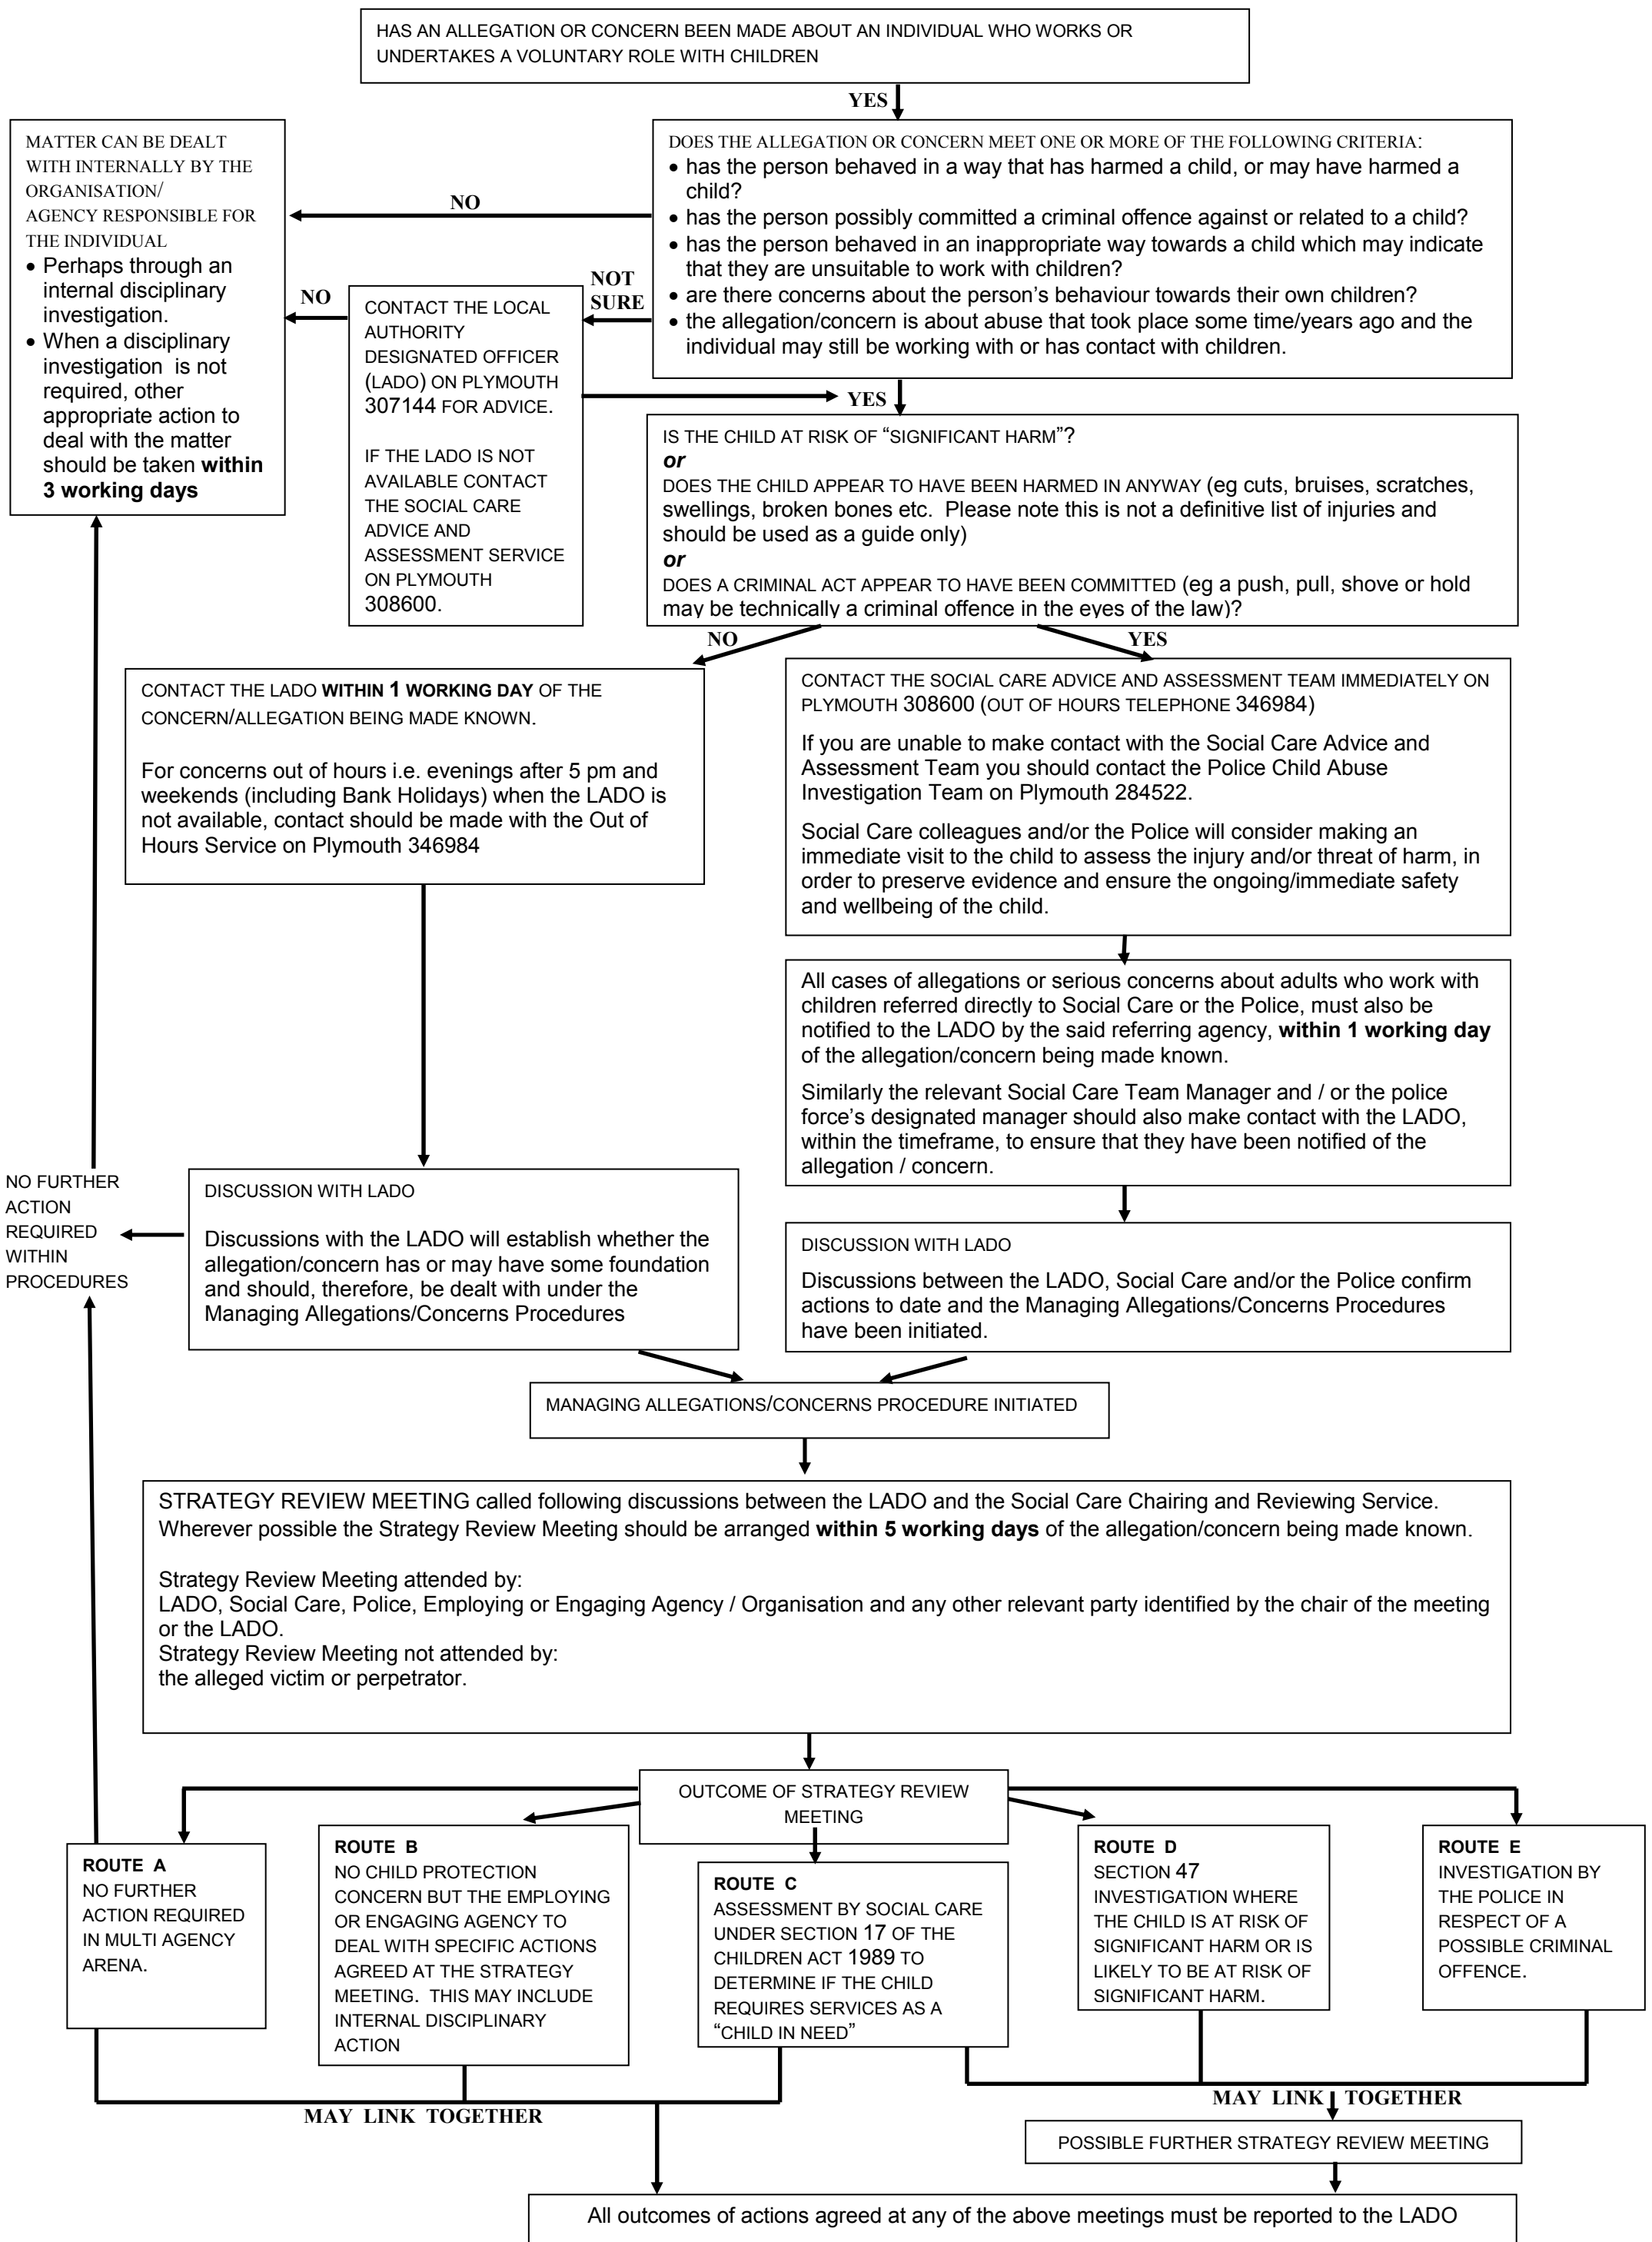 HAS AN ALLEGATION OR CONCERN BEEN MADE ABOUT AN INDIVIDUAL WHO WORKS OR
UNDERTAKES A VOLUNTARY ROLE WITH CHILDREN
YES
MATTER CAN BE DEALT
WITH INTERNALLY BY THE
ORGANISATION/
AGENCY RESPONSIBLE FOR
THE INDIVIDUAL
• Perhaps through an
internal disciplinary
investigation.
• When a disciplinary
investigation is not
required, other
appropriate action to
deal with the matter
should be taken within
3 working days
DOES THE ALLEGATION OR CONCERN MEET ONE OR MORE OF THE FOLLOWING CRITERIA:
• has the person behaved in a way that has harmed a child, or may have harmed a
child?
• has the person possibly committed a criminal offence against or related to a child?
• has the person behaved in an inappropriate way towards a child which may indicate
that they are unsuitable to work with children?
• are there concerns about the person's behaviour towards their own children?
• the allegation/concern is about abuse that took place some time/years ago and the
individual may still be working with or has contact with children.
NO
NOT
SURE
NO
CONTACT THE LOCAL
AUTHORITY
DESIGNATED OFFICER
(LADO) ON PLYMOUTH
307144 FOR ADVICE.
IF THE LADO IS NOT
AVAILABLE CONTACT
THE SOCIAL CARE
ADVICE AND
ASSESSMENT SERVICE
ON PLYMOUTH
308600.
YES
IS THE CHILD AT RISK OF "SIGNIFICANT HARM"?
or
DOES THE CHILD APPEAR TO HAVE BEEN HARMED IN ANYWAY (eg cuts, bruises, scratches,
swellings, broken bones etc. Please note this is not a definitive list of injuries and
should be used as a guide only)
or
DOES A CRIMINAL ACT APPEAR TO HAVE BEEN COMMITTED (eg a push, pull, shove or hold
may be technically a criminal offence in the eyes of the law)?
NO
YES
CONTACT THE LADO WITHIN 1 WORKING DAY OF THE
CONCERN/ALLEGATION BEING MADE KNOWN.
For concerns out of hours i.e. evenings after 5 pm and
weekends (including Bank Holidays) when the LADO is
not available, contact should be made with the Out of
Hours Service on Plymouth 346984
CONTACT THE SOCIAL CARE ADVICE AND ASSESSMENT TEAM IMMEDIATELY ON
PLYMOUTH 308600 (OUT OF HOURS TELEPHONE 346984)
If you are unable to make contact with the Social Care Advice and
Assessment Team you should contact the Police Child Abuse
Investigation Team on Plymouth 284522.
Social Care colleagues and/or the Police will consider making an
immediate visit to the child to assess the injury and/or threat of harm, in
order to preserve evidence and ensure the ongoing/immediate safety
and wellbeing of the child.
All cases of allegations or serious concerns about adults who work with
children referred directly to Social Care or the Police, must also be
notified to the LADO by the said referring agency, within 1 working day
of the allegation/concern being made known.
Similarly the relevant Social Care Team Manager and / or the police
force's designated manager should also make contact with the LADO,
within the timeframe, to ensure that they have been notified of the
allegation / concern.
NO FURTHER
ACTION
REQUIRED
WITHIN
PROCEDURES
DISCUSSION WITH LADO
Discussions with the LADO will establish whether the
allegation/concern has or may have some foundation
and should, therefore, be dealt with under the
Managing Allegations/Concerns Procedures
DISCUSSION WITH LADO
Discussions between the LADO, Social Care and/or the Police confirm
actions to date and the Managing Allegations/Concerns Procedures
have been initiated.
MANAGING ALLEGATIONS/CONCERNS PROCEDURE INITIATED
STRATEGY REVIEW MEETING called following discussions between the LADO and the Social Care Chairing and Reviewing Service.
Wherever possible the Strategy Review Meeting should be arranged within 5 working days of the allegation/concern being made known.
Strategy Review Meeting attended by:
LADO, Social Care, Police, Employing or Engaging Agency / Organisation and any other relevant party identified by the chair of the meeting
or the LADO.
Strategy Review Meeting not attended by:
the alleged victim or perpetrator.
OUTCOME OF STRATEGY REVIEW
MEETING
ROUTE A
NO FURTHER
ACTION REQUIRED
IN MULTI AGENCY
ARENA.
ROUTE B
NO CHILD PROTECTION
CONCERN BUT THE EMPLOYING
OR ENGAGING AGENCY TO
DEAL WITH SPECIFIC ACTIONS
AGREED AT THE STRATEGY
MEETING. THIS MAY INCLUDE
INTERNAL DISCIPLINARY
ACTION
ROUTE C
ASSESSMENT BY SOCIAL CARE
UNDER SECTION 17 OF THE
CHILDREN ACT 1989 TO
DETERMINE IF THE CHILD
REQUIRES SERVICES AS A
"CHILD IN NEED"
ROUTE D
SECTION 47
INVESTIGATION WHERE
THE CHILD IS AT RISK OF
SIGNIFICANT HARM OR IS
LIKELY TO BE AT RISK OF
SIGNIFICANT HARM.
ROUTE E
INVESTIGATION BY
THE POLICE IN
RESPECT OF A
POSSIBLE CRIMINAL
OFFENCE.
MAY LINK TOGETHER
MAY LINK TOGETHER
POSSIBLE FURTHER STRATEGY REVIEW MEETING
All outcomes of actions agreed at any of the above meetings must be reported to the LADO